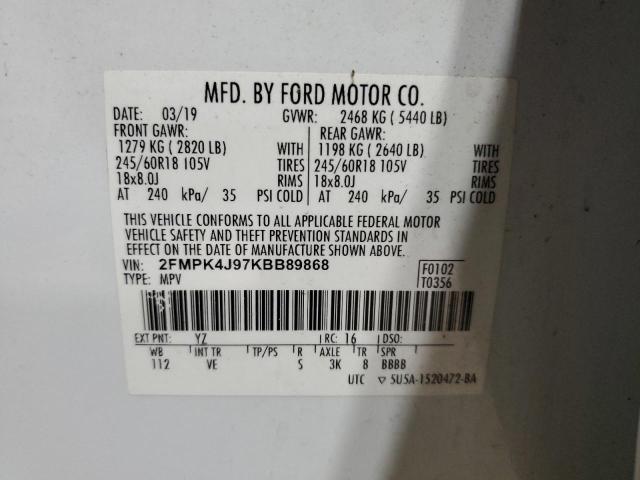 MFD. BY FORD MOTOR CO.
DATE: 03/19 GVWR: 2468 KG ( 5440 LB)
FRONT GAWR: REAR GAWR:
1279 KG ( 2820 LB) WITH 1198 KG ( 2640 LB) WITH
245/60R18 105V TIRES 245/60R18 105V TIRES
18x8.0J RIMS 18x8.0J RIMS
AT 240 kPa/ 35 PSI COLD AT 240 kPa/ 35 PSI COLD
THIS VEHICLE CONFORMS TO ALL APPLICABLE FEDERAL MOTOR
VEHICLE SAFETY AND THEFT PREVENTION STANDARDS IN
EFFECT ON THE DATE OF MANUFACTURE SHOWN ABOVE.
VIN: 2FMPK4J97KBB89868 F0102
TYPE: MPV T0356
EXT PNT: YZ RC: 16 DSO:
WB INT TR TP/PS R AXLE TR SPR
112 VE S 3K 8 BBBB
UTC ▽ 5U5A-1520472-BA